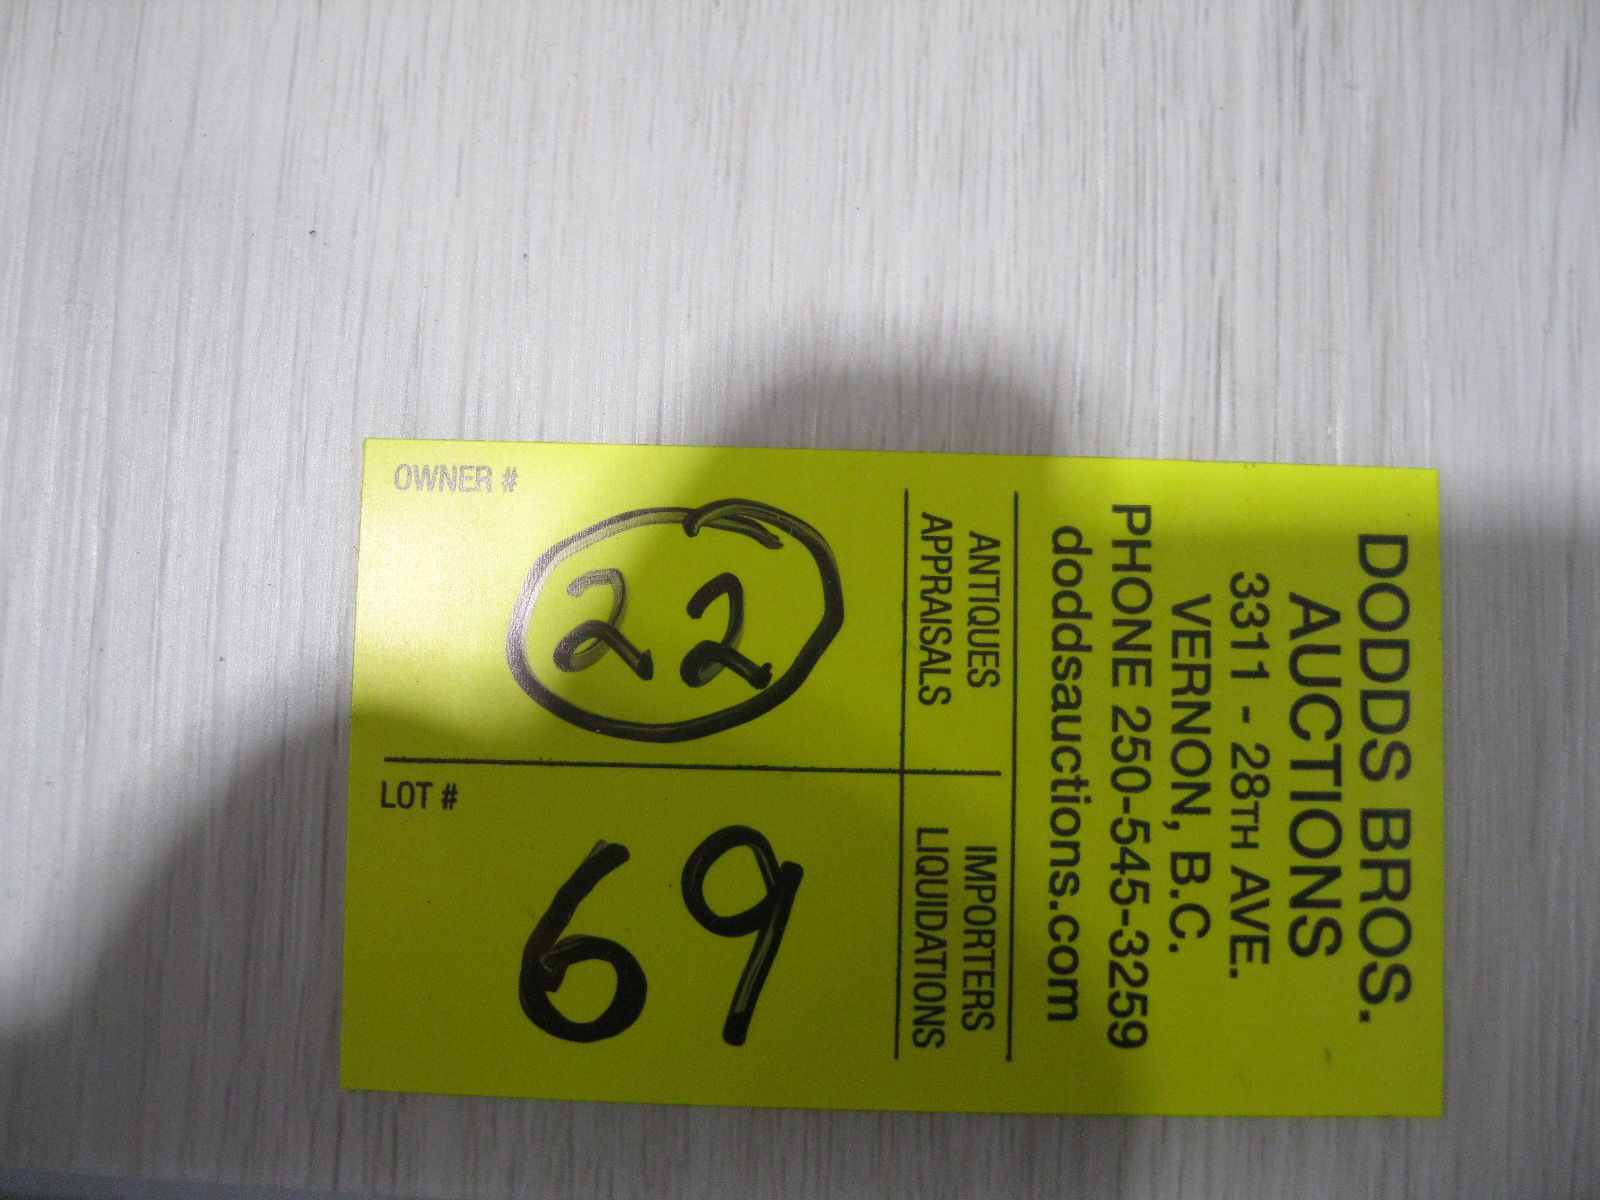 DODDS BROS.
AUCTIONS
3311 - 28TH AVE.
VERNON, B.C.
PHONE 250-545-3259
doddsauctions.com
ANTIQUES
APPRAISALS
IMPORTERS
LIQUIDATIONS
OWNER #
22
LOT #
69